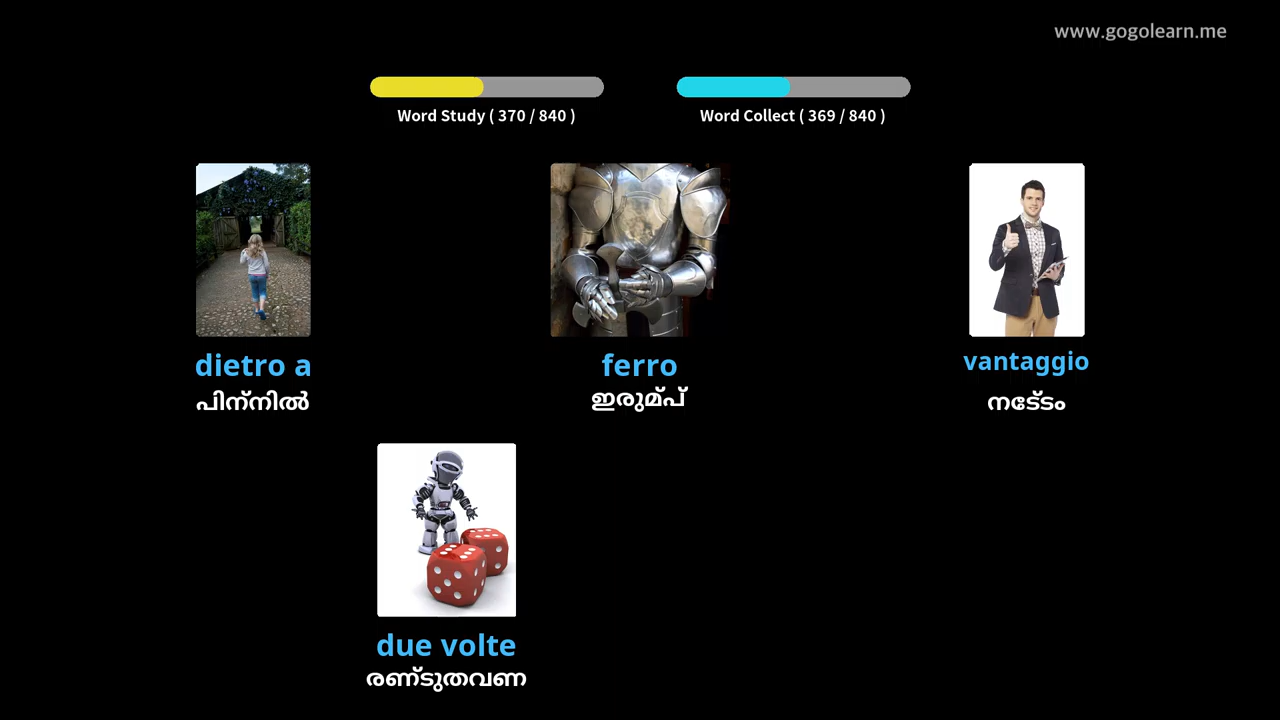 www.gogolearn.me
Word Study ( 370 / 840 )
Word Collect ( 369 / 840 )
dietro a
പിന്നിൽ
ferro
ഇരുമ്പ്
vantaggio
നട്ടേം
due volte
രണ്ടുതവണ